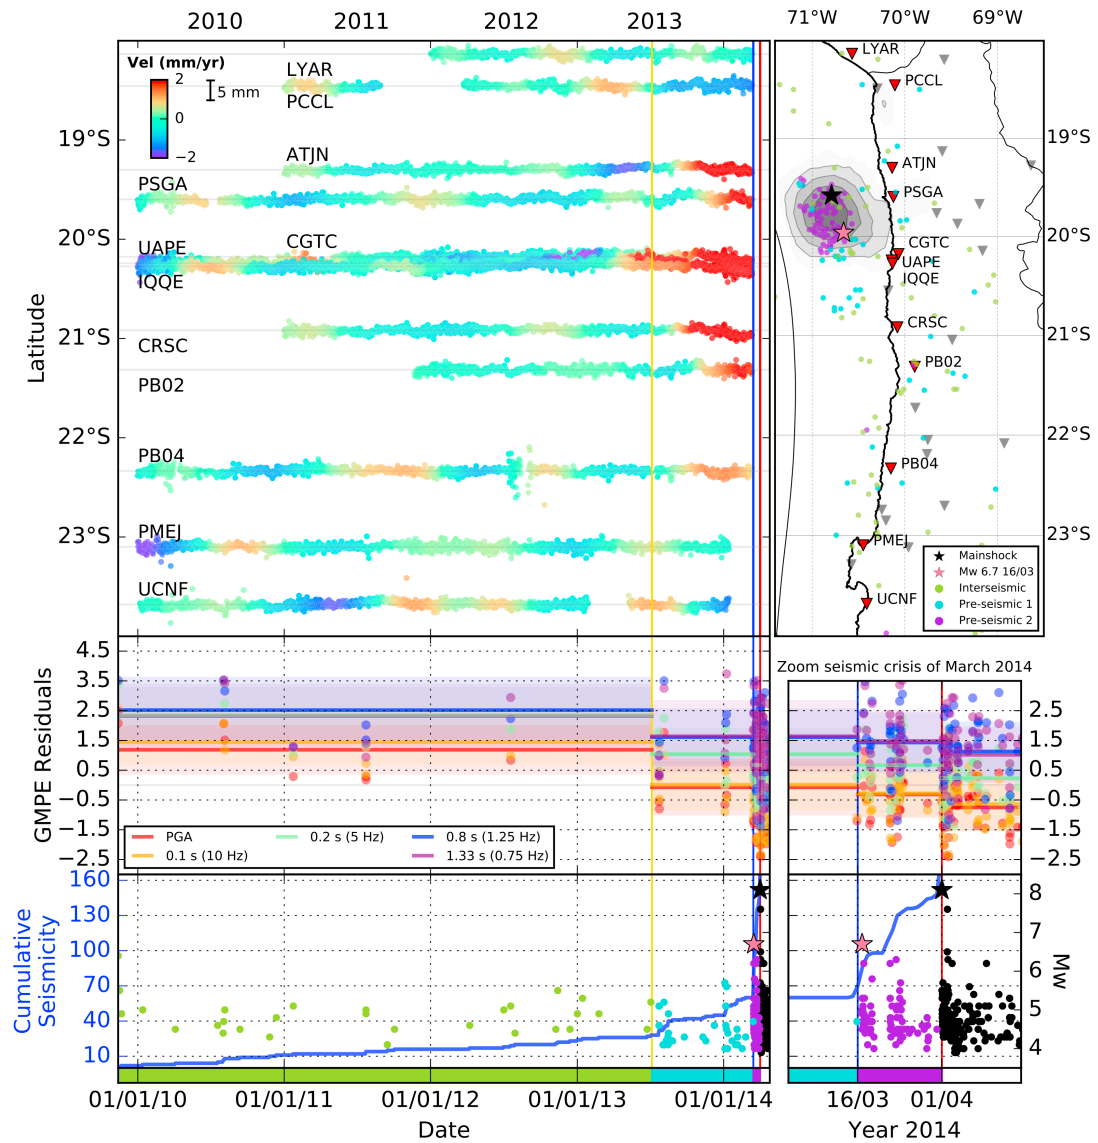 2010 2011 2012 2013
71°W 70°W 69°W
Vel (mm/yr)
2
0
−2
5 mm
LYAR
PCCL
ATJN
PSGA
UAPE
CGTC
IQQE
CRSC
PB02
PB04
PMEJ
UCNF
19°S
20°S
21°S
22°S
23°S
Latitude
LYAR
PCCL
ATJN
PSGA
CGTC
UAPE
IQQE
CRSC
PB02
PB04
PMEJ
UCNF
19°S
20°S
21°S
22°S
23°S
Mainshock
Mw 6.7 16/03
Interseismic
Pre-seismic 1
Pre-seismic 2
4.5
3.5
2.5
1.5
0.5
−0.5
−1.5
−2.5
GMPE Residuals
PGA
0.1 s (10 Hz)
0.2 s (5 Hz)
0.8 s (1.25 Hz)
1.33 s (0.75 Hz)
Zoom seismic crisis of March 2014
2.5
1.5
0.5
−0.5
−1.5
−2.5
160
130
100
70
40
10
Cumulative
Seismicity
8
7
6
5
4
Mw
01/01/10 01/01/11 01/01/12 01/01/13 01/01/14
Date
16/03 01/04
Year 2014